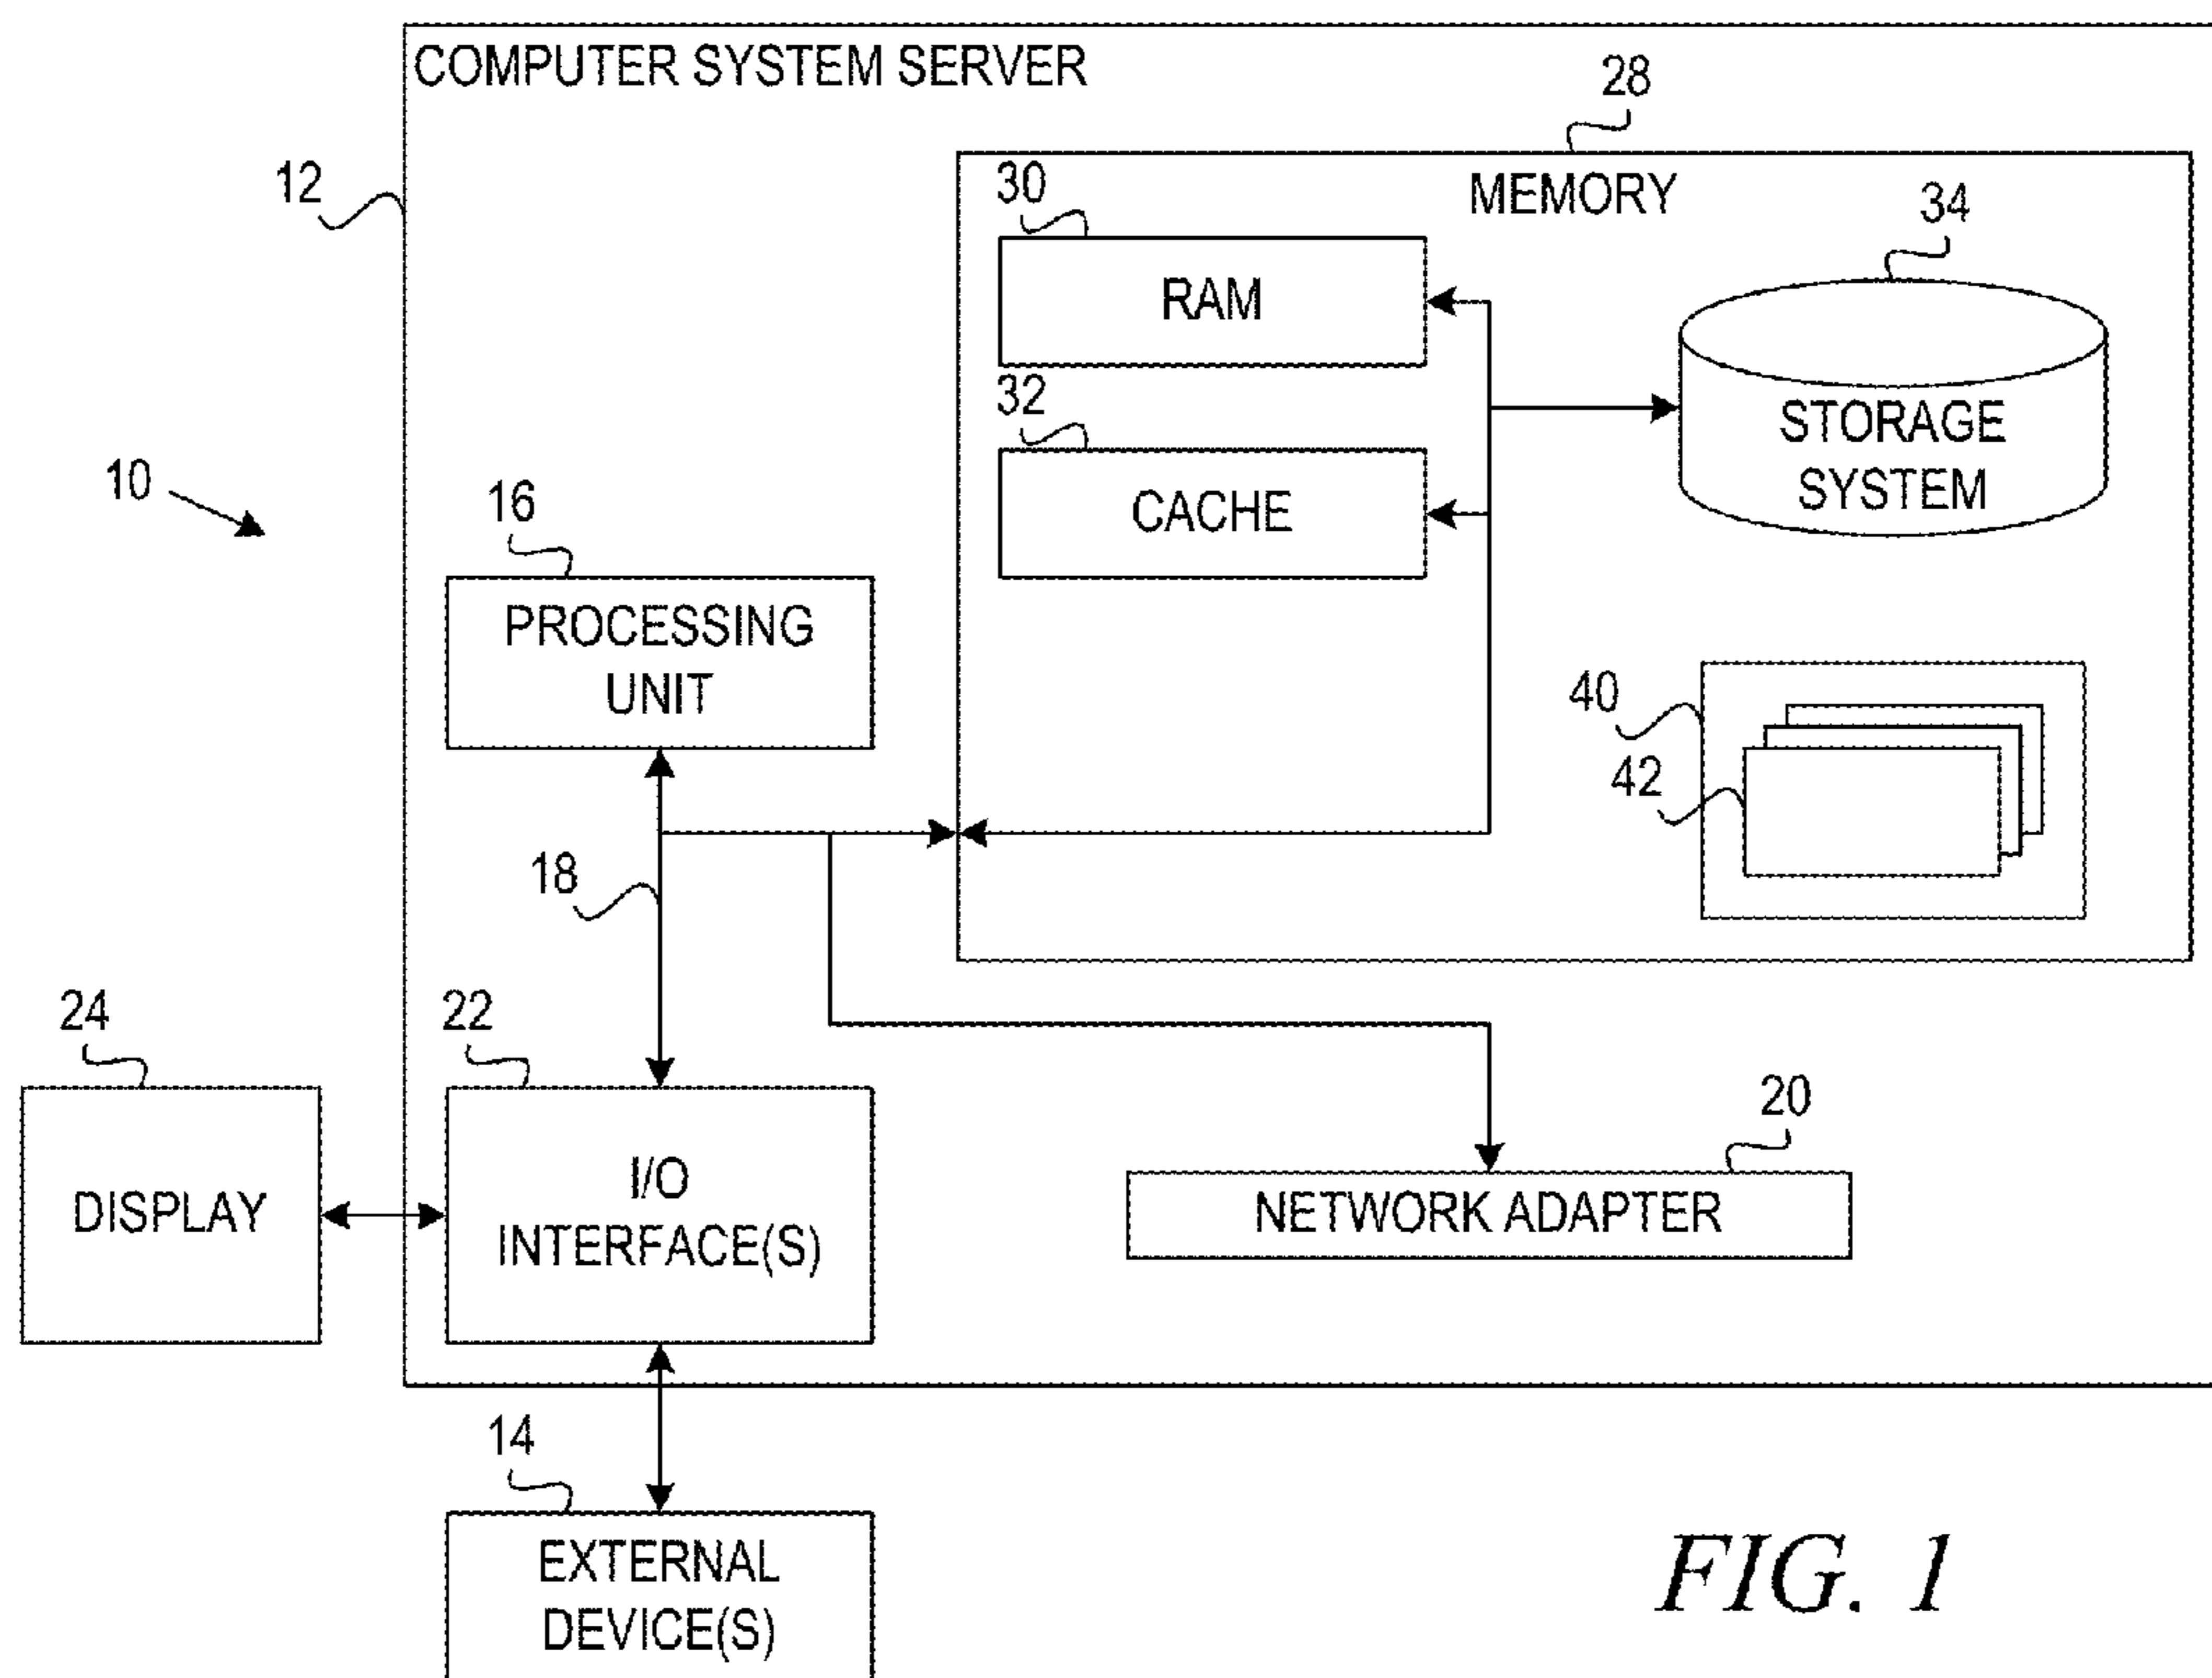 COMPUTER SYSTEM SERVER
28
12
30
MEMORY
34
RAM
32
STORAGE
SYSTEM
10
16
CACHE
PROCESSING
UNIT
40
42
18
24
22
20
DISPLAY
I/O
INTERFACE(S)
NETWORK ADAPTER
14
EXTERNAL
DEVICE(S)
FIG. 1